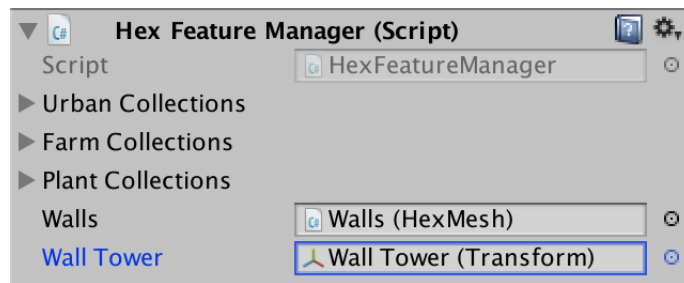 Hex Feature Manager (Script)
Script HexFeatureManager
Urban Collections
Farm Collections
Plant Collections
Walls Walls (HexMesh)
Wall Tower Wall Tower (Transform)